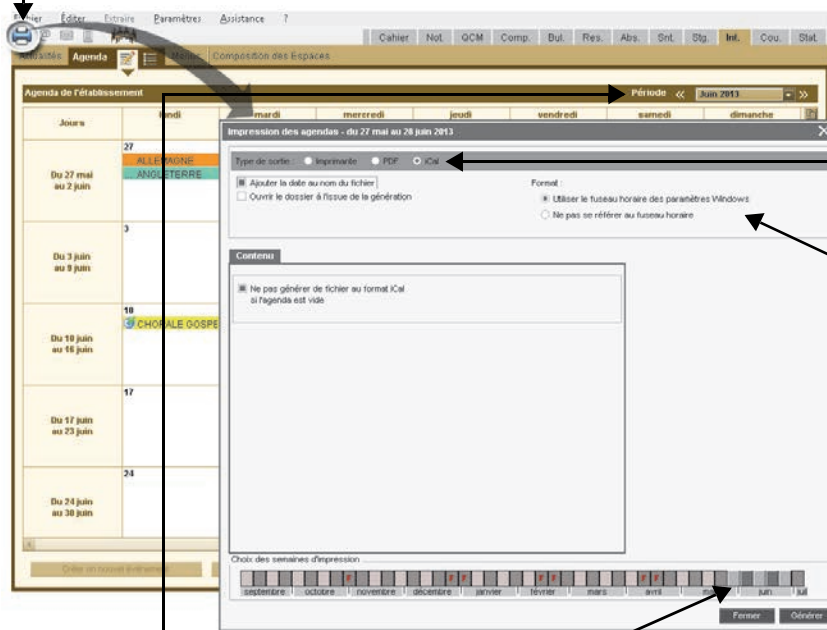 Éditer Extraire Paramètres Assistance ?
Cahier Not. QCM Comp. Bul. Res. Abs. Snt. Stg. Int. Cou. Stat.
Agenda Composition des Espaces
Agenda de l'établissement
Période Juin 2013
Jours lundi mardi mercredi jeudi vendredi samedi dimanche
Impression des agendas - du 27 mai au 28 juin 2013
Type de sortie : Imprimante PDF iCal
Ajouter la date au nom du fichier
Ouvrir le dossier à l'issue de la génération
Format :
Utiliser le fuseau horaire des paramètres Windows
Ne pas se référer au fuseau horaire
Contenu
Ne pas générer de fichier au format iCal
si l'agenda est vide
Du 27 mai
au 2 juin
27
ALLEMAGNE
ANGLETERRE
Du 3 juin
au 9 juin
3
Du 10 juin
au 16 juin
10
CHORALE GOSPE
Du 17 juin
au 23 juin
17
Du 24 juin
au 30 juin
24
Créer un nouvel événement
Choix des semaines d'impression
F F F F F F F
septembre octobre novembre décembre janvier février mars avril juin juil
Fermer Générer